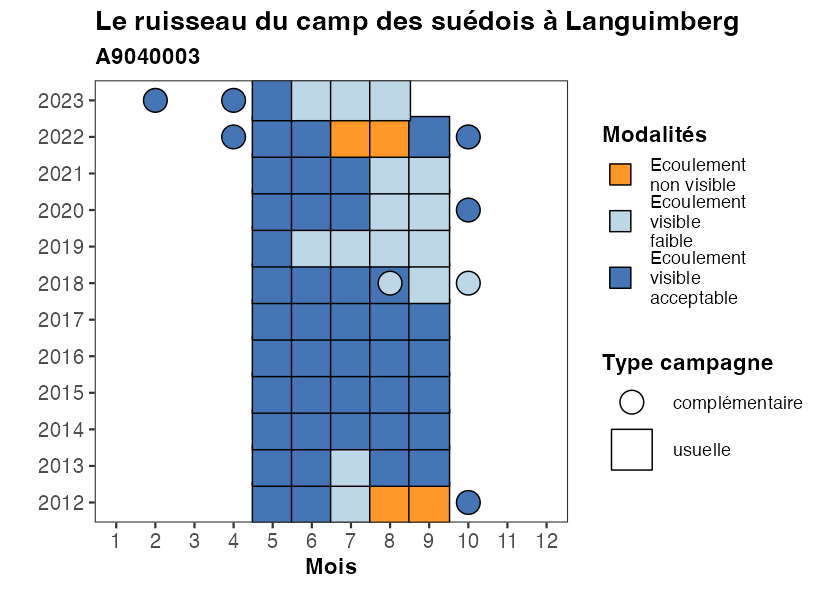 Le ruisseau du camp des suédois à Languimberg
A9040003
2023
2022
2021
2020
2019
2018
2017
2016
2015
2014
2013
2012
1 2 3 4 5 6 7 8 9 10 11 12
Mois
Modalités
Ecoulement
non visible
Ecoulement
visible
faible
Ecoulement
visible
acceptable
Type campagne
complémentaire
usuelle